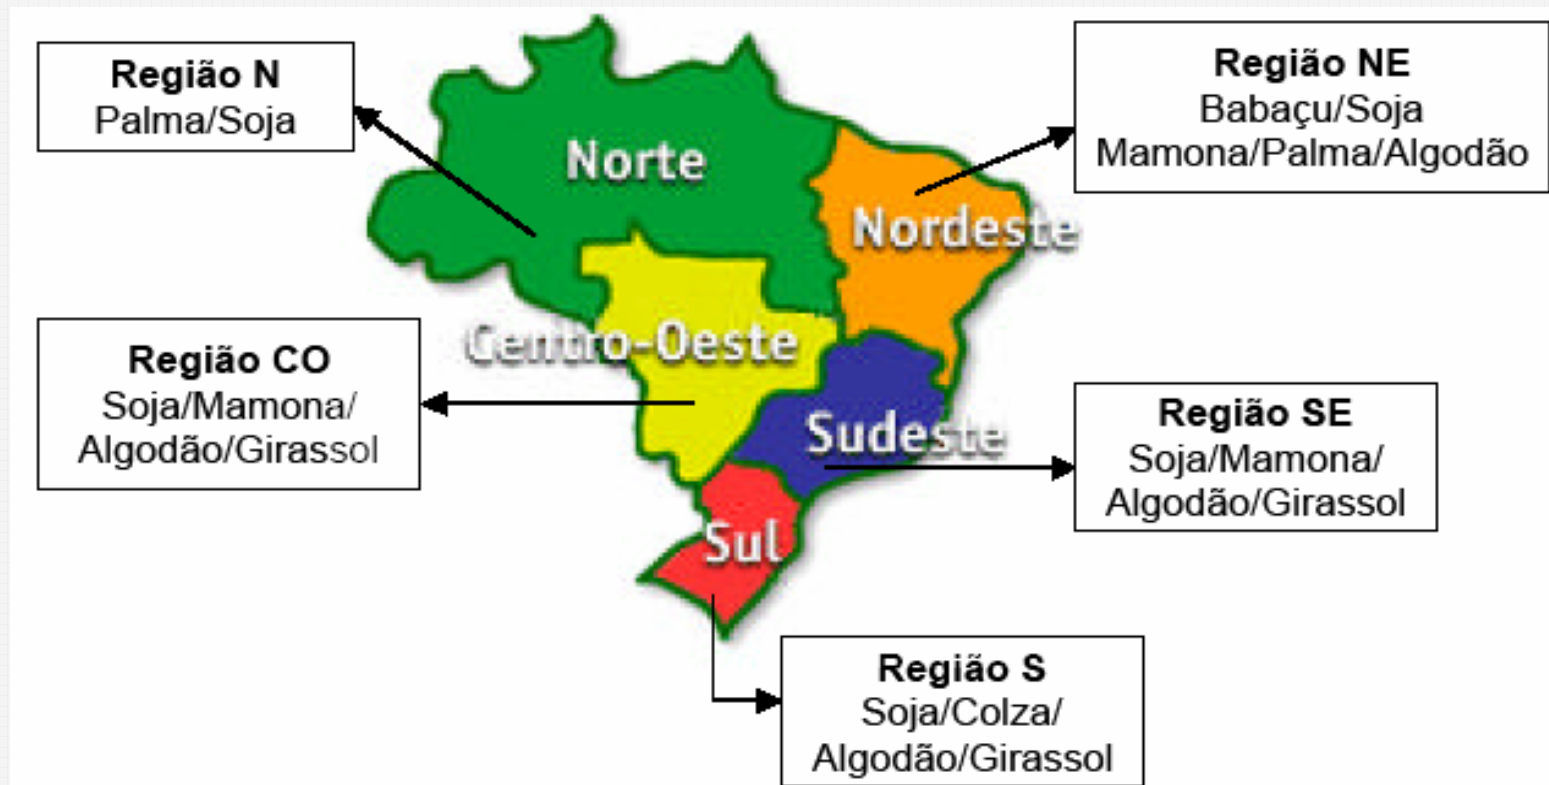 Região N
Palma/Soja
Região NE
Babaçu/Soja
Mamona/Palma/Algodão
Norte
Nordeste
Região CO
Soja/Mamona/
Algodão/Girassol
Centro-Oeste
Sudeste
Região SE
Soja/Mamona/
Algodão/Girassol
Sul
Região S
Soja/Colza/
Algodão/Girassol